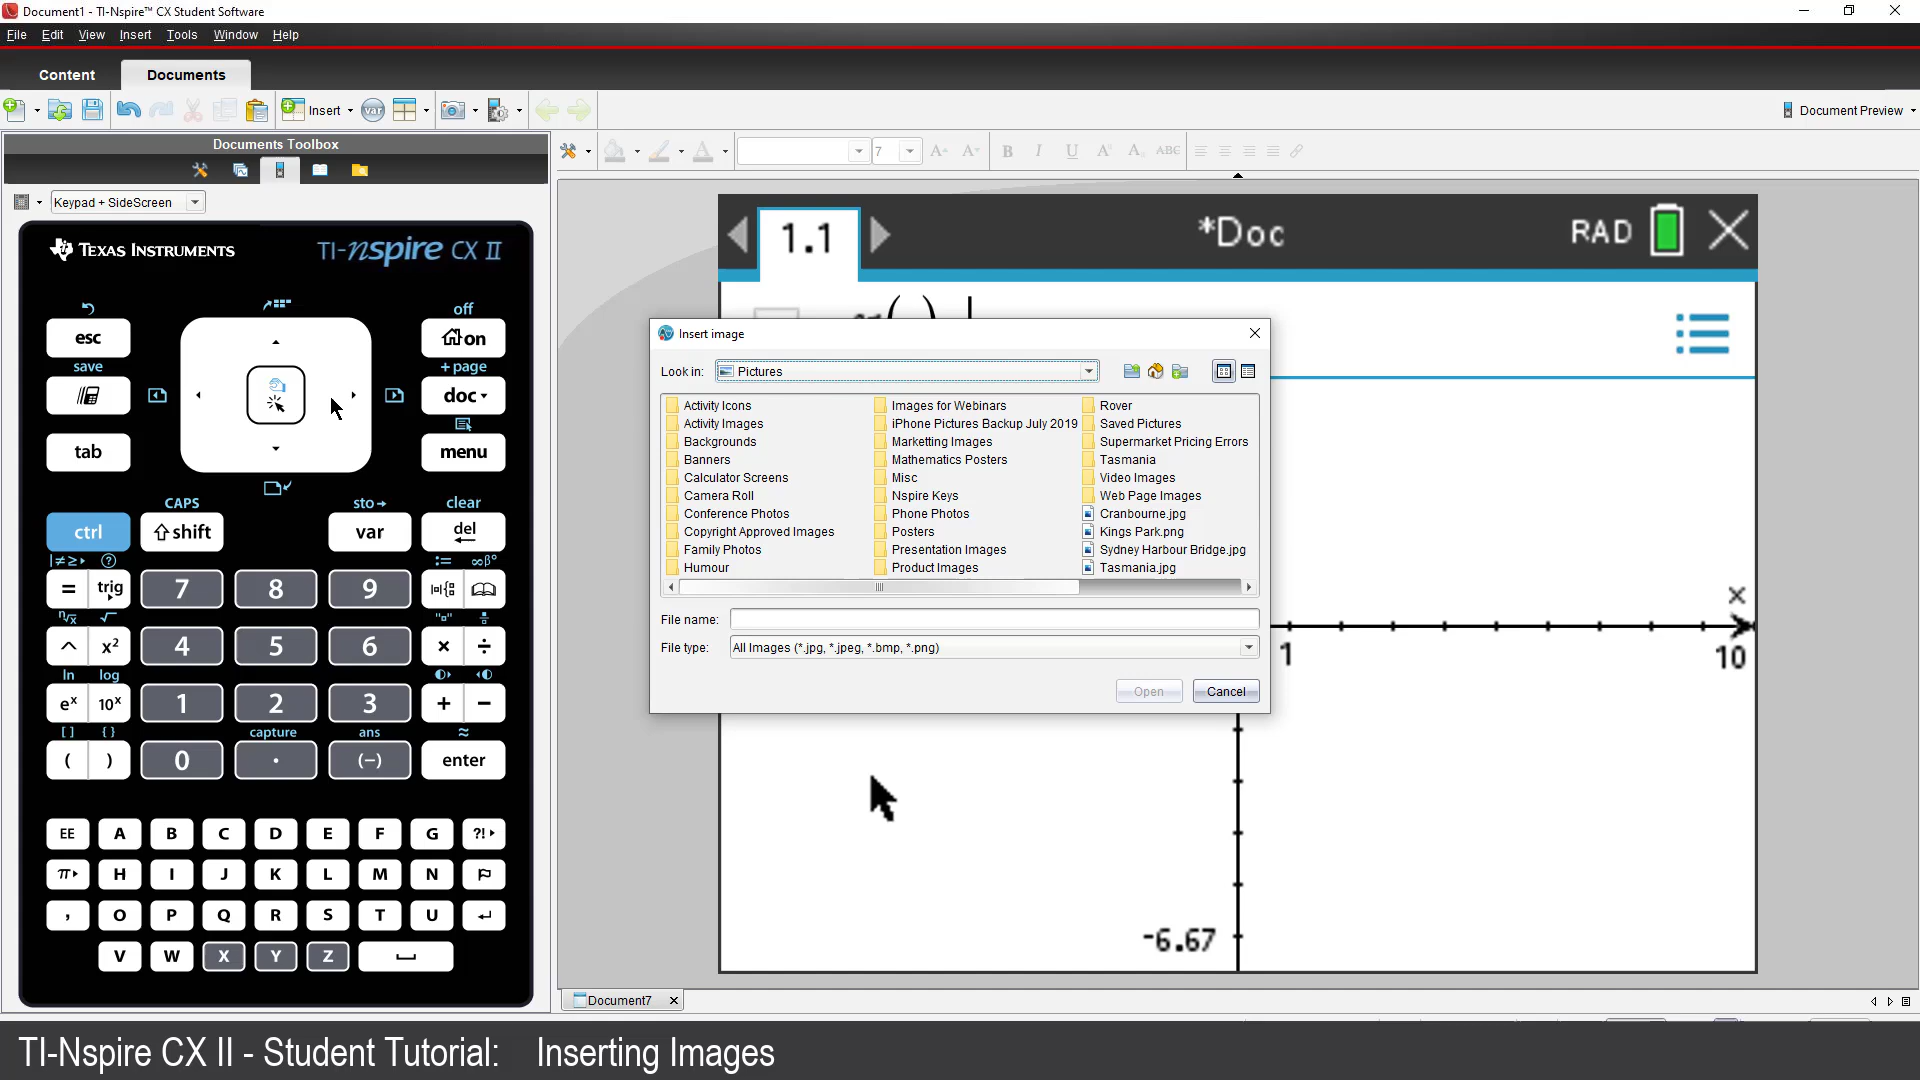 Document1 - TI-Nspire™ CX Student Software
File Edit View Insert Tools Window Help
Content Documents
Insert var Document Preview
Documents Toolbox
7 B I U A A ABC
Keypad + SideScreen
TEXAS INSTRUMENTS TI-nspire CX II
1.1 *Doc RAD
off
esc on
save + page
doc
tab menu
CAPS sto clear
ctrl shift var del
= trig 7 8 9
^ x² 4 5 6 × ÷
ln log
eˣ 10ˣ 1 2 3 + −
[ ] { } capture ans ≈
( ) 0 . (−) enter
EE A B C D E F G ?!
π H I J K L M N
, O P Q R S T U
V W X Y Z
Insert image
Look in: Pictures
Activity Icons Images for Webinars Rover
Activity Images iPhone Pictures Backup July 2019 Saved Pictures
Backgrounds Marketting Images Supermarket Pricing Errors
Banners Mathematics Posters Tasmania
Calculator Screens Misc Video Images
Camera Roll Nspire Keys Web Page Images
Conference Photos Phone Photos Cranbourne.jpg
Copyright Approved Images Posters Kings Park.png
Family Photos Presentation Images Sydney Harbour Bridge.jpg
Humour Product Images Tasmania.jpg
File name:
File type: All Images (*.jpg, *.jpeg, *.bmp, *.png)
Open Cancel
x
1 10
-6.67
Document7
TI-Nspire CX II - Student Tutorial: Inserting Images